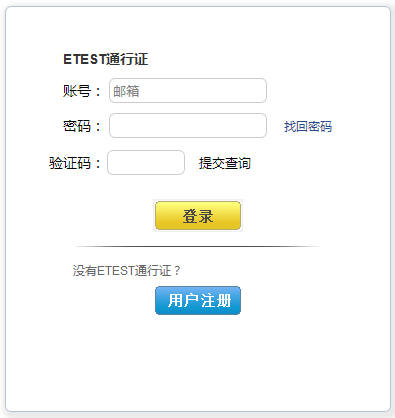 ETEST通行证
账号： 邮箱
密码： 找回密码
验证码： 提交查询
登录
没有ETEST通行证？
用户注册